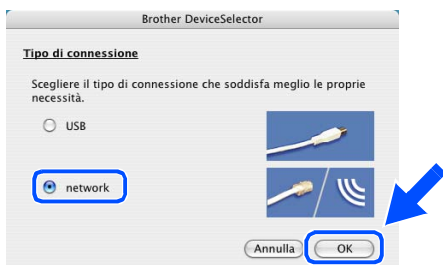 Brother DeviceSelector
Tipo di connessione
Scegliere il tipo di connessione che soddisfa meglio le proprie
necessità.
USB
network
Annulla
OK